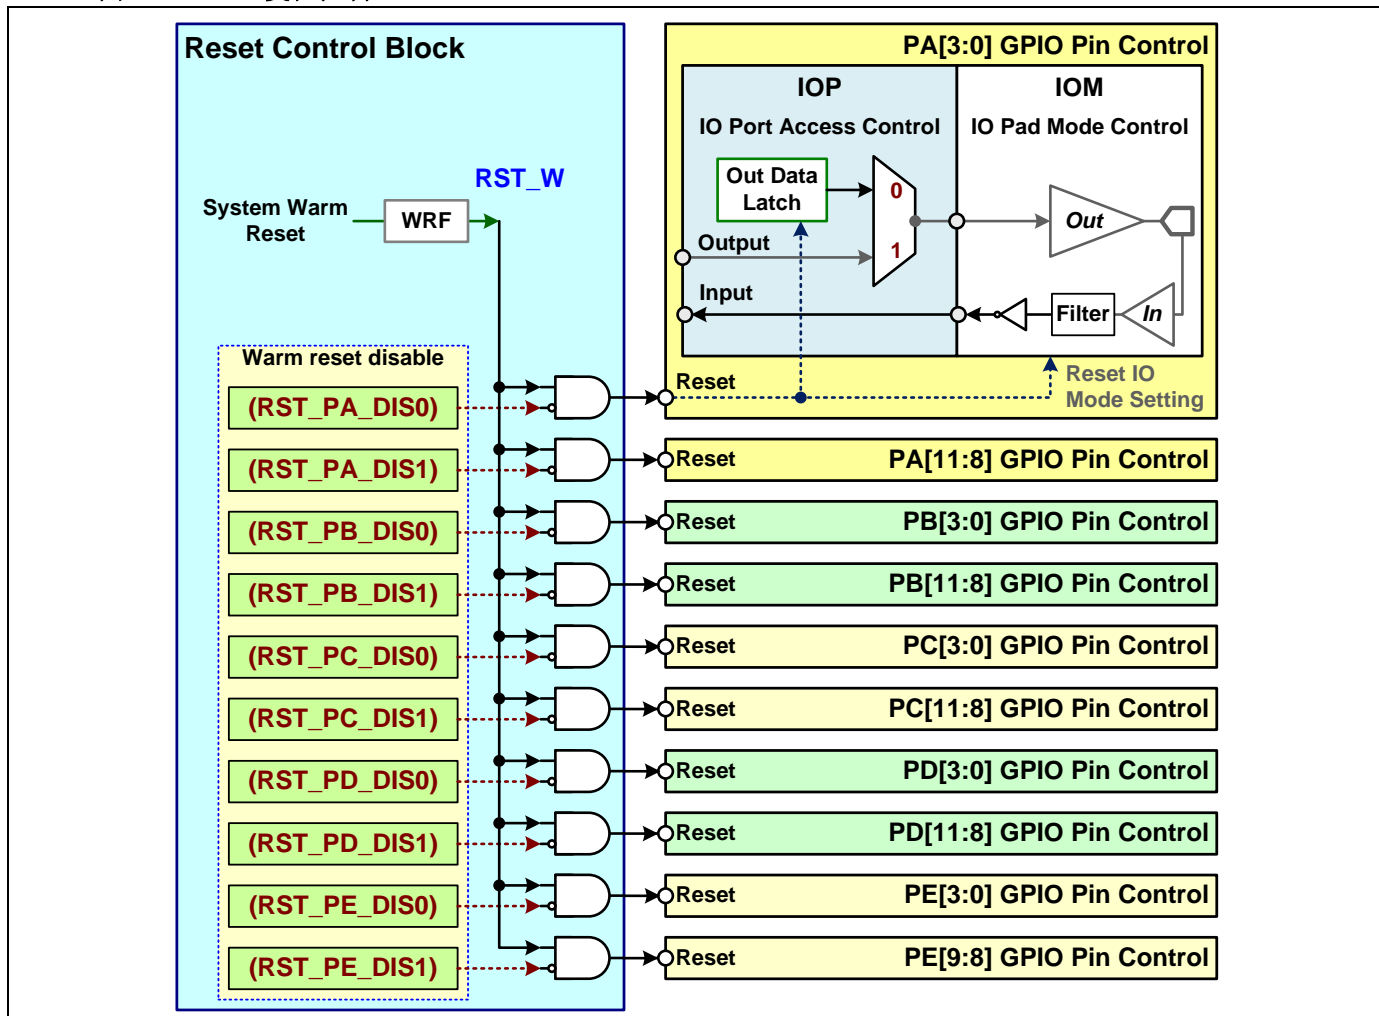 Reset Control Block
PA[3:0] GPIO Pin Control
IOP
IOM
IO Port Access Control
IO Pad Mode Control
RST_W
Out Data
Latch
0
Out
System Warm
Reset
WRF
Output
1
Input
Filter
In
Warm reset disable
Reset
Reset IO
Mode Setting
(RST_PA_DIS0)
(RST_PA_DIS1)
Reset
PA[11:8] GPIO Pin Control
(RST_PB_DIS0)
Reset
PB[3:0] GPIO Pin Control
(RST_PB_DIS1)
Reset
PB[11:8] GPIO Pin Control
(RST_PC_DIS0)
Reset
PC[3:0] GPIO Pin Control
(RST_PC_DIS1)
Reset
PC[11:8] GPIO Pin Control
(RST_PD_DIS0)
Reset
PD[3:0] GPIO Pin Control
(RST_PD_DIS1)
Reset
PD[11:8] GPIO Pin Control
(RST_PE_DIS0)
Reset
PE[3:0] GPIO Pin Control
(RST_PE_DIS1)
Reset
PE[9:8] GPIO Pin Control